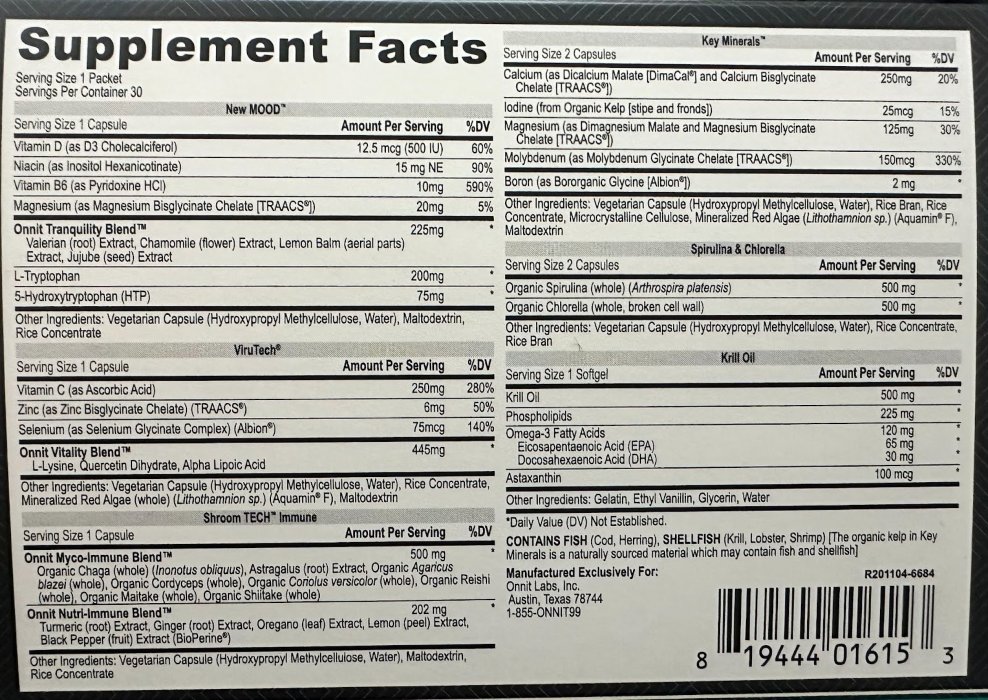 Supplement Facts
Serving Size 1 Packet
Servings Per Container 30
New MOOD™
Serving Size 1 Capsule Amount Per Serving %DV
Vitamin D (as D3 Cholecalciferol) 12.5 mcg (500 IU) 60%
Niacin (as Inositol Hexanicotinate) 15 mg NE 90%
Vitamin B6 (as Pyridoxine HCl) 10mg 590%
Magnesium (as Magnesium Bisglycinate Chelate [TRAACS®]) 20mg 5%
Onnit Tranquility Blend™ 225mg *
Valerian (root) Extract, Chamomile (flower) Extract, Lemon Balm (aerial parts)
Extract, Jujube (seed) Extract
L-Tryptophan 200mg *
5-Hydroxytryptophan (HTP) 75mg *
Other Ingredients: Vegetarian Capsule (Hydroxypropyl Methylcellulose, Water), Maltodextrin,
Rice Concentrate
ViruTech®
Serving Size 1 Capsule Amount Per Serving %DV
Vitamin C (as Ascorbic Acid) 250mg 280%
Zinc (as Zinc Bisglycinate Chelate) (TRAACS®) 6mg 50%
Selenium (as Selenium Glycinate Complex) (Albion®) 75mcg 140%
Onnit Vitality Blend™ 445mg *
L-Lysine, Quercetin Dihydrate, Alpha Lipoic Acid
Other Ingredients: Vegetarian Capsule (Hydroxypropyl Methylcellulose, Water), Rice Concentrate,
Mineralized Red Algae (whole) (Lithothamnion sp.) (Aquamin® F), Maltodextrin
Shroom TECH™ Immune
Serving Size 1 Capsule Amount Per Serving %DV
Onnit Myco-Immune Blend™ 500 mg *
Organic Chaga (whole) (Inonotus obliquus), Astragalus (root) Extract, Organic Agaricus
blazei (whole), Organic Cordyceps (whole), Organic Coriolus versicolor (whole), Organic Reishi
(whole), Organic Maitake (whole), Organic Shiitake (whole)
Onnit Nutri-Immune Blend™ 202 mg *
Turmeric (root) Extract, Ginger (root) Extract, Oregano (leaf) Extract, Lemon (peel) Extract,
Black Pepper (fruit) Extract (BioPerine®)
Other Ingredients: Vegetarian Capsule (Hydroxypropyl Methylcellulose, Water), Maltodextrin,
Rice Concentrate
Key Minerals™
Serving Size 2 Capsules Amount Per Serving %DV
Calcium (as Dicalcium Malate [DimaCal®] and Calcium Bisglycinate 250mg 20%
Chelate [TRAACS®])
Iodine (from Organic Kelp [stipe and fronds]) 25mcg 15%
Magnesium (as Dimagnesium Malate and Magnesium Bisglycinate 125mg 30%
Chelate [TRAACS®])
Molybdenum (as Molybdenum Glycinate Chelate [TRAACS®]) 150mcg 330%
Boron (as Bororganic Glycine [Albion®]) 2 mg *
Other Ingredients: Vegetarian Capsule (Hydroxypropyl Methylcellulose, Water), Rice Bran, Rice
Concentrate, Microcrystalline Cellulose, Mineralized Red Algae (Lithothamnion sp.) (Aquamin® F),
Maltodextrin
Spirulina & Chlorella
Serving Size 2 Capsules Amount Per Serving %DV
Organic Spirulina (whole) (Arthrospira platensis) 500 mg *
Organic Chlorella (whole, broken cell wall) 500 mg *
Other Ingredients: Vegetarian Capsule (Hydroxypropyl Methylcellulose, Water), Rice Concentrate,
Rice Bran
Krill Oil
Serving Size 1 Softgel Amount Per Serving %DV
Krill Oil 500 mg *
Phospholipids 225 mg *
Omega-3 Fatty Acids 120 mg *
Eicosapentaenoic Acid (EPA) 65 mg *
Docosahexaenoic Acid (DHA) 30 mg *
Astaxanthin 100 mcg *
Other Ingredients: Gelatin, Ethyl Vanillin, Glycerin, Water
*Daily Value (DV) Not Established.
CONTAINS FISH (Cod, Herring), SHELLFISH (Krill, Lobster, Shrimp) [The organic kelp in Key
Minerals is a naturally sourced material which may contain fish and shellfish]
Manufactured Exclusively For: R201104-6684
Onnit Labs, Inc.
Austin, Texas 78744
1-855-ONNIT99
8 19444 01615 3